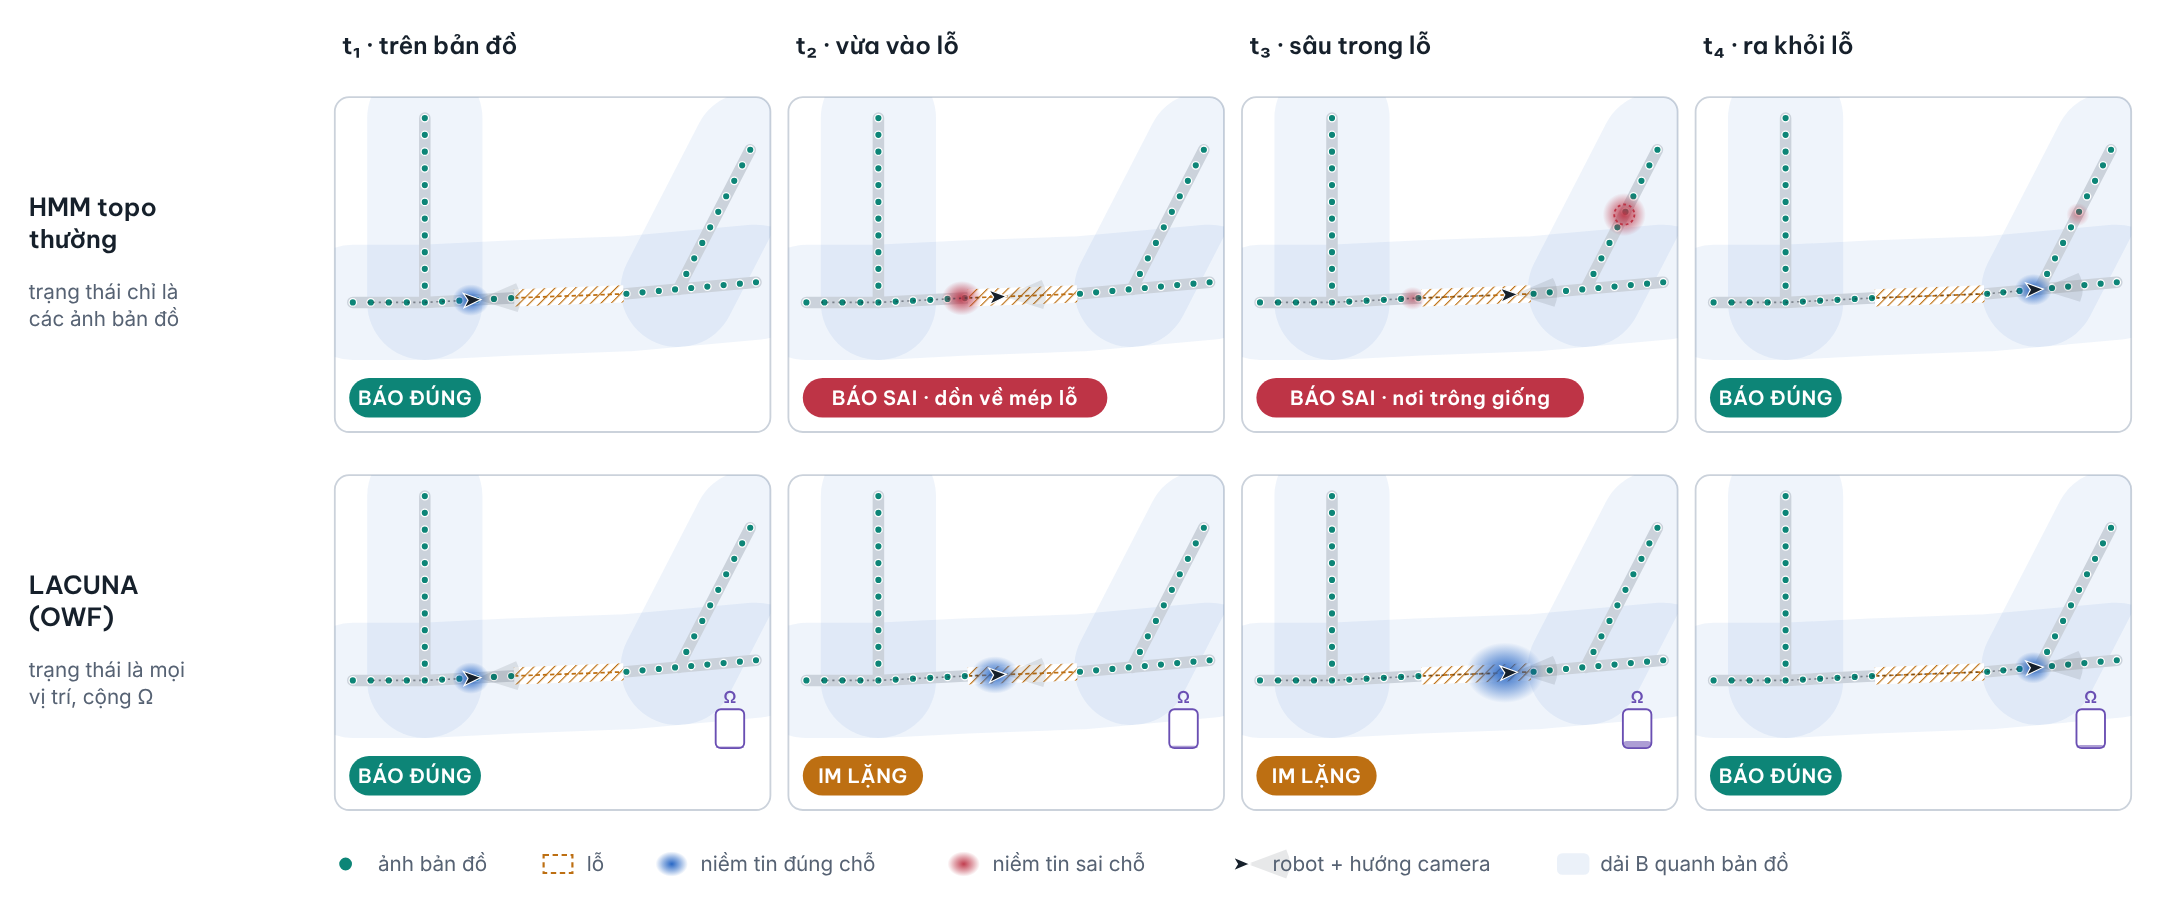 t₁ · trên bản đồ
t₂ · vừa vào lỗ
t₃ · sâu trong lỗ
t₄ · ra khỏi lỗ
HMM topo
thường
trạng thái chỉ là
các ảnh bản đồ
BÁO ĐÚNG
BÁO SAI · dồn về mép lỗ
BÁO SAI · nơi trông giống
BÁO ĐÚNG
LACUNA
(OWF)
trạng thái là mọi
vị trí, cộng Ω
Ω
Ω
Ω
Ω
BÁO ĐÚNG
IM LẶNG
IM LẶNG
BÁO ĐÚNG
ảnh bản đồ
lỗ
niềm tin đúng chỗ
niềm tin sai chỗ
robot + hướng camera
dải B quanh bản đồ